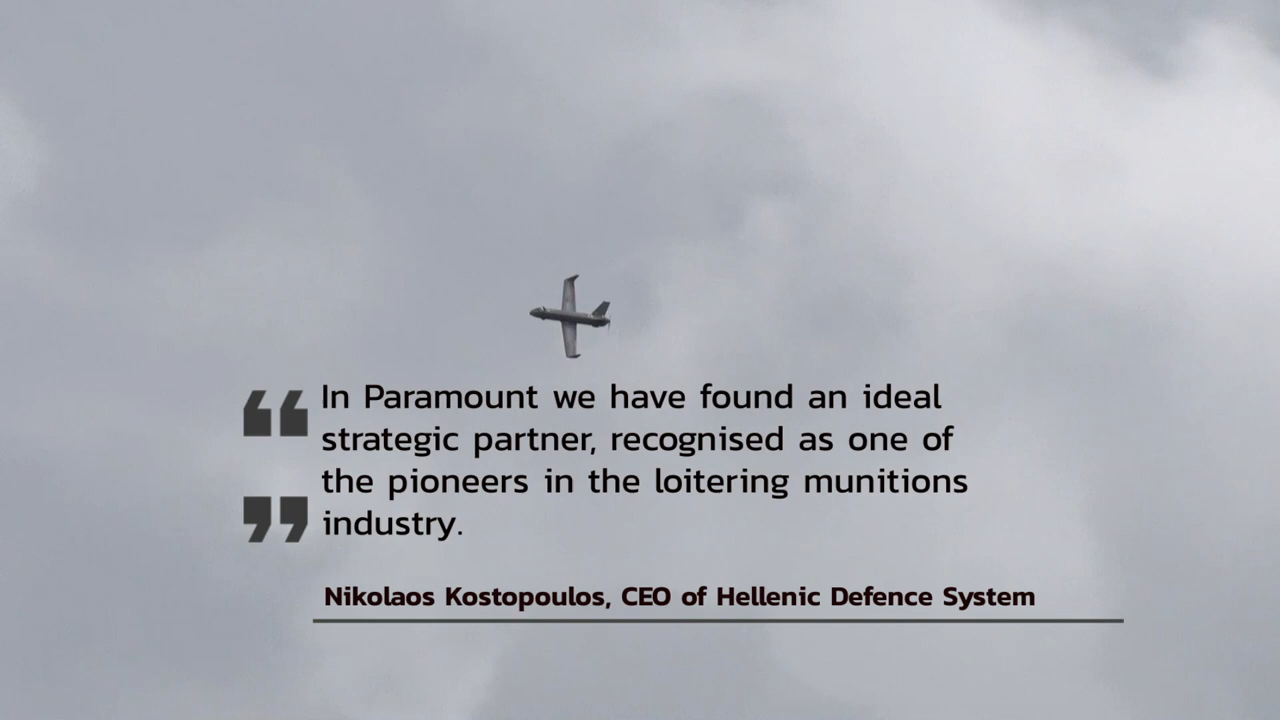 “ In Paramount we have found an ideal
strategic partner, recognised as one of
the pioneers in the loitering munitions
” industry.
Nikolaos Kostopoulos, CEO of Hellenic Defence System